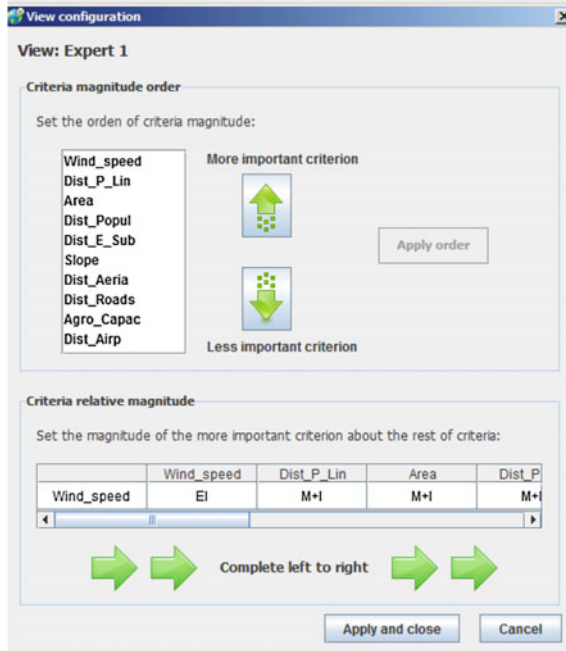 View configuration
View: Expert 1
Criteria magnitude order
Set the orden of criteria magnitude:
Wind_speed
Dist_P_Lin
Area
Dist_Popul
Dist_E_Sub
Slope
Dist_Aeria
Dist_Roads
Agro_Capac
Dist_Airp
More important criterion
Apply order
Less important criterion
Criteria relative magnitude
Set the magnitude of the more important criterion about the rest of criteria:
Wind_speed Dist_P_Lin Area Dist_P
Wind_speed EI M+I M+I M+I
Complete left to right
Apply and close Cancel